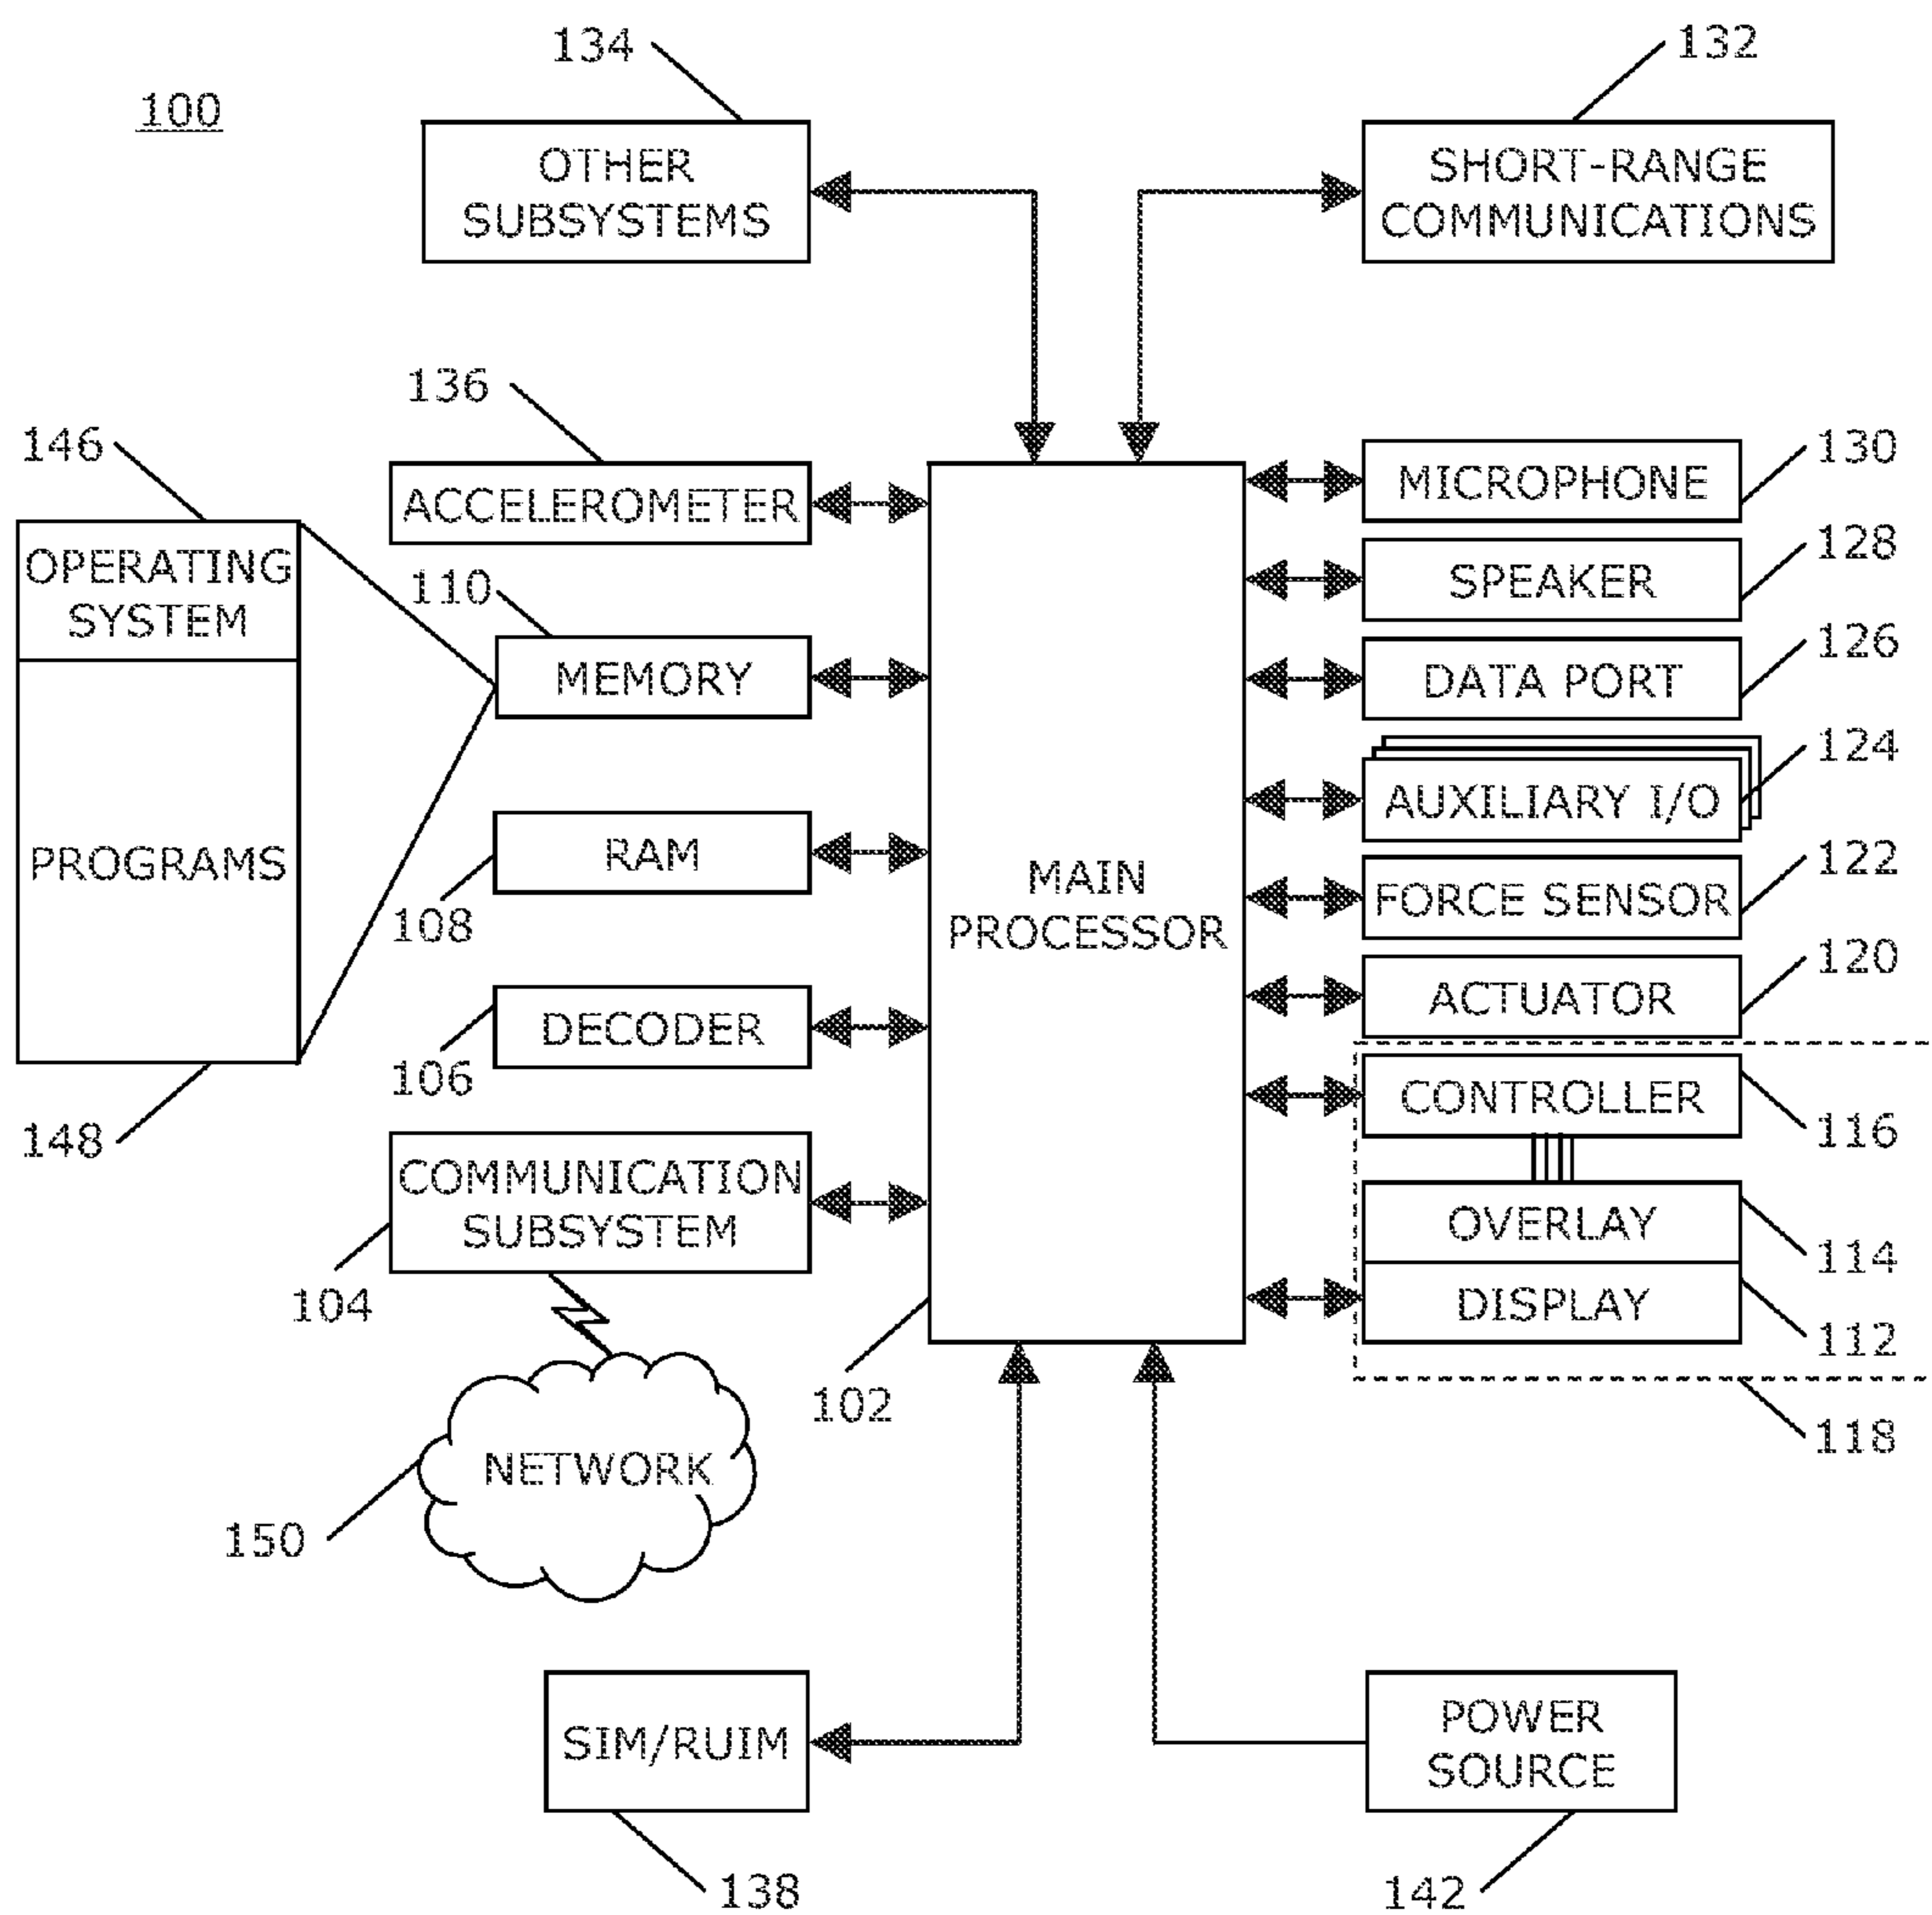 100
134
132
OTHER
SUBSYSTEMS
SHORT-RANGE
COMMUNICATIONS
136
146
ACCELEROMETER
OPERATING
SYSTEM
110
MEMORY
PROGRAMS
RAM
108
DECODER
106
148
COMMUNICATION
SUBSYSTEM
104
NETWORK
150
MAIN
PROCESSOR
102
MICROPHONE
130
SPEAKER
128
DATA PORT
126
AUXILIARY I/O
124
FORCE SENSOR
122
ACTUATOR
120
CONTROLLER
116
OVERLAY
114
DISPLAY
112
118
SIM/RUIM
138
POWER
SOURCE
142